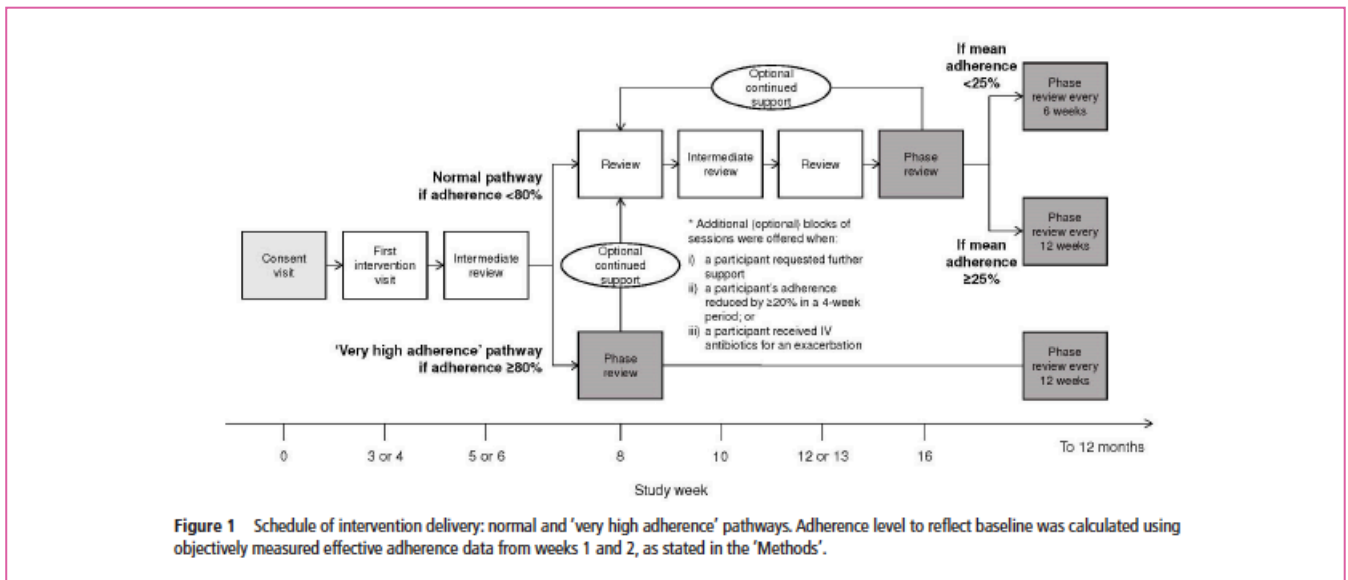 If mean
adherence
<25%
Phase
review every
6 weeks
Optional
continued
support
Normal pathway
if adherence <80%
Review
Intermediate
review
Review
Phase
review
Consent
visit
First
intervention
visit
Intermediate
review
Optional
continued
support
* Additional (optional) blocks of
sessions were offered when:
i) a participant requested further
support
ii) a participant's adherence
reduced by ≥20% in a 4-week
period; or
iii) a participant received IV
antibiotics for an exacerbation
If mean
adherence
≥25%
Phase
review every
12 weeks
'Very high adherence' pathway
if adherence ≥80%
Phase
review
Phase
review every
12 weeks
0
3 or 4
5 or 6
8
10
12 or 13
16
To 12 months
Study week
Figure 1 Schedule of intervention delivery: normal and 'very high adherence' pathways. Adherence level to reflect baseline was calculated using
objectively measured effective adherence data from weeks 1 and 2, as stated in the 'Methods'.